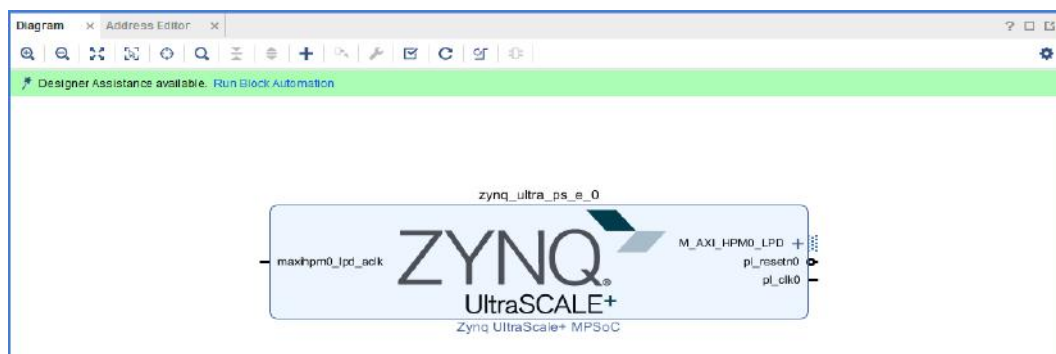 Diagram × Address Editor ×
Designer Assistance available. Run Block Automation
zynq_ultra_ps_e_0
M_AXI_HPM0_LPD
maxihpm0_lpd_aclk
pl_resetn0
pl_clk0
ZYNQ®
UltraSCALE+
Zynq UltraScale+ MPSoC